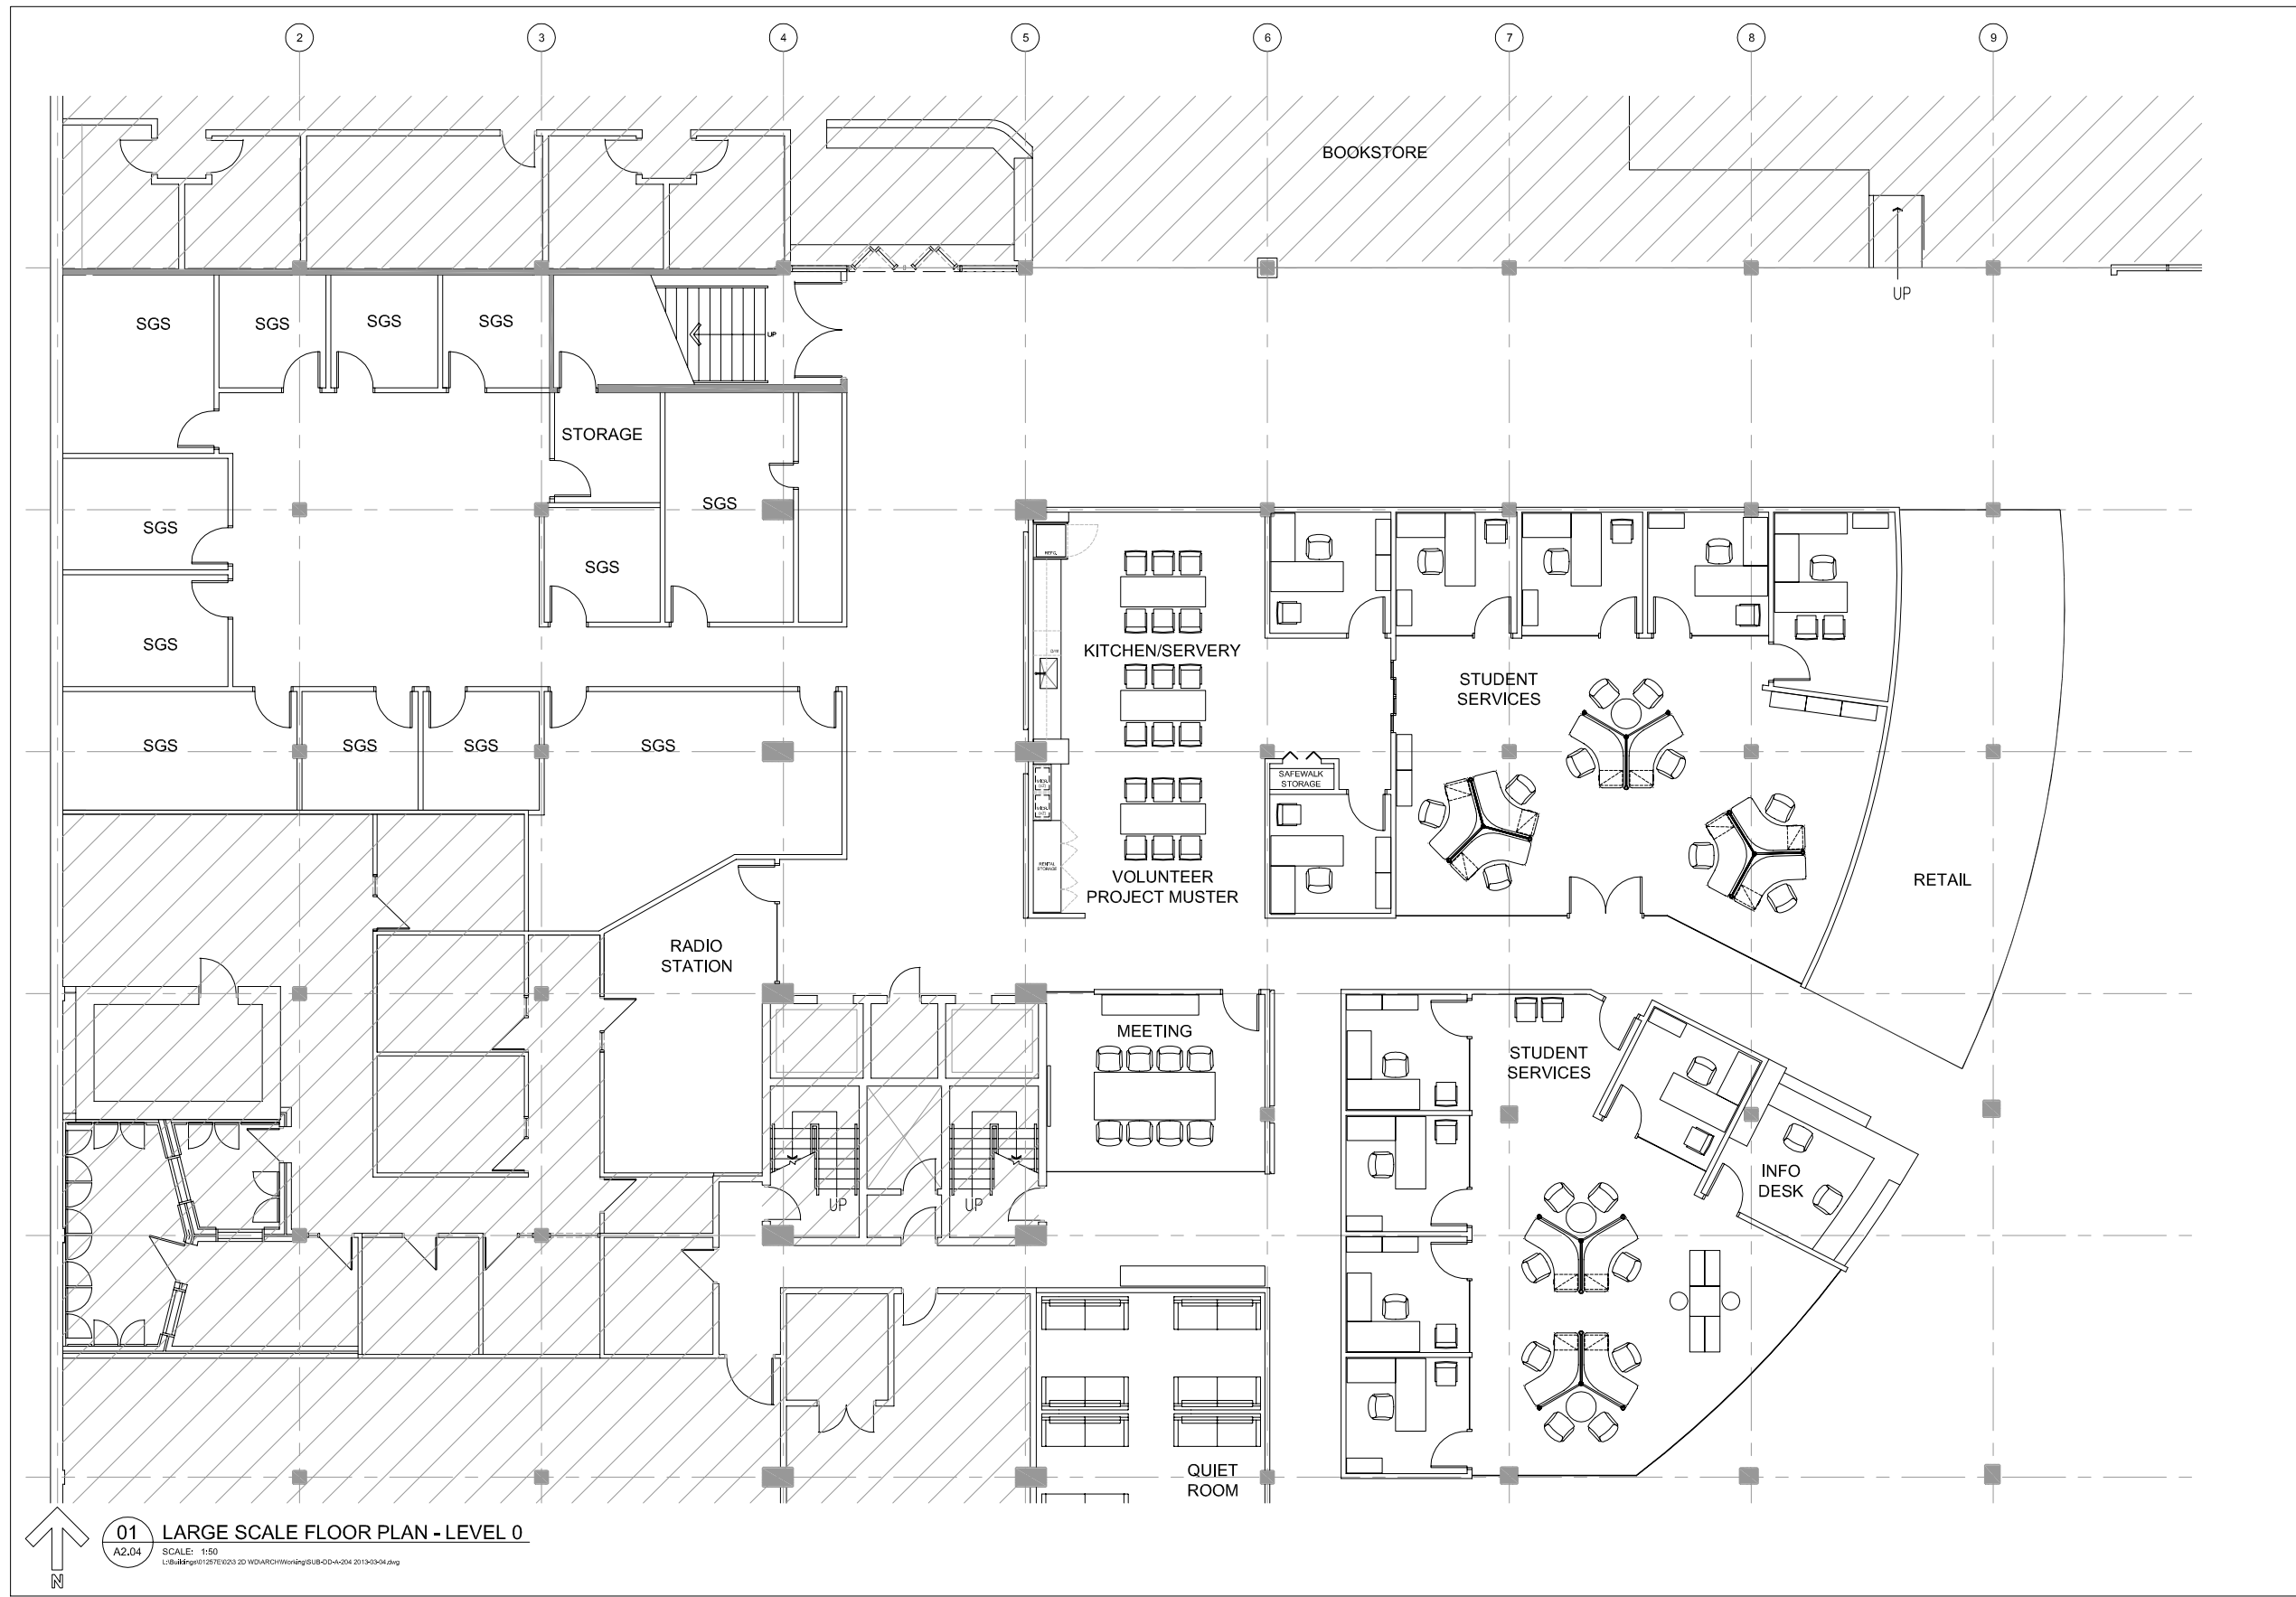 2
3
4
5
6
7
8
9
BOOKSTORE
UP
SGS
SGS
SGS
SGS
UP
STORAGE
SGS
SGS
SGS
SGS
REFG.
KITCHEN/SERVERY
STUDENT
SERVICES
SGS
SGS
SGS
SGS
SAFEWALK
STORAGE
VOLUNTEER
PROJECT MUSTER
RENTAL
STORAGE
RETAIL
RADIO
STATION
MEETING
STUDENT
SERVICES
INFO
DESK
UP
UP
QUIET
ROOM
01
A2.04
LARGE SCALE FLOOR PLAN - LEVEL 0
SCALE: 1:50
N